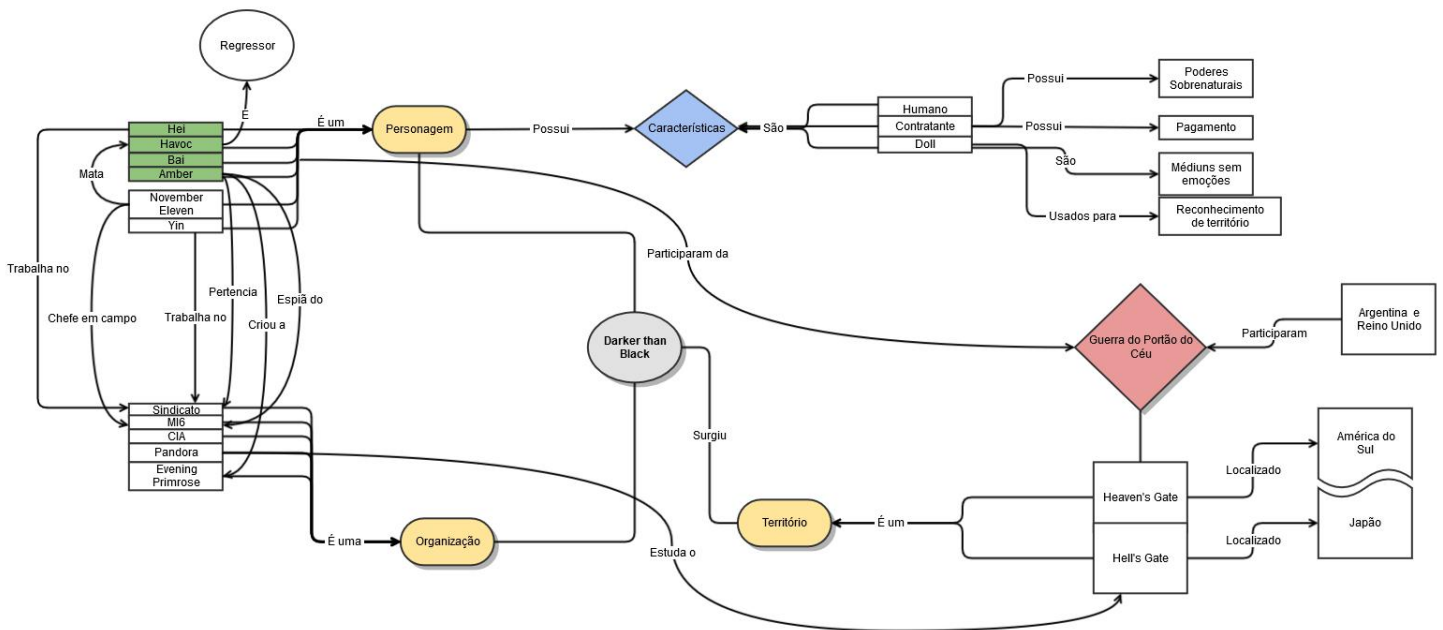 Regressor
É
Hei
Havoc
Bai
Amber
November
Eleven
Yin
Mata
É um
Personagem
Possui
Características
São
Humano
Contratante
Doll
Possui
Poderes
Sobrenaturais
Possui
Pagamento
São
Médiuns sem
emoções
Usados para
Reconhecimento
de território
Trabalha no
Chefe em campo
Trabalha no
Pertencia
Criou a
Espiã do
Participaram da
Darker than
Black
Guerra do Portão do
Céu
Participaram
Argentina e
Reino Unido
Sindicato
MI6
CIA
Pandora
Evening
Primrose
É uma
Organização
Surgiu
Território
É um
Estuda o
Heaven's Gate
Hell's Gate
Localizado
América do
Sul
Localizado
Japão